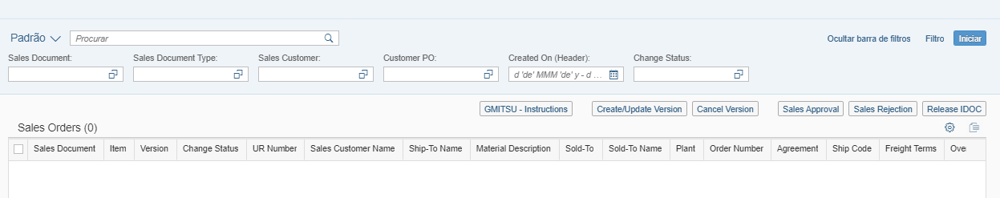 Padrão Procurar Ocultar barra de filtros Filtro Iniciar
Sales Document: Sales Document Type: Sales Customer: Customer PO: Created On (Header): Change Status:
d 'de' MMM 'de' y - d ...
GMITSU - Instructions Create/Update Version Cancel Version Sales Approval Sales Rejection Release IDOC
Sales Orders (0)
Sales Document Item Version Change Status UR Number Sales Customer Name Ship-To Name Material Description Sold-To Sold-To Name Plant Order Number Agreement Ship Code Freight Terms Over